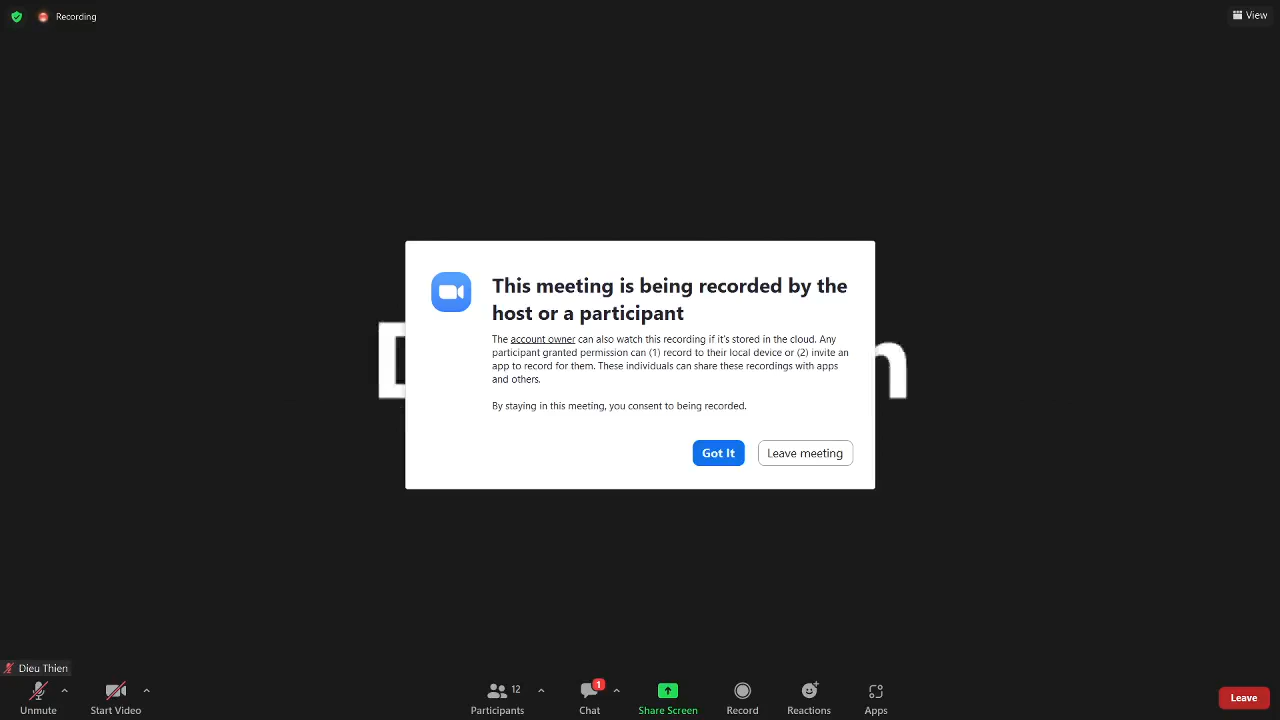 Recording
View
This meeting is being recorded by the
host or a participant
The account owner can also watch this recording if it's stored in the cloud. Any
participant granted permission can (1) record to their local device or (2) invite an
app to record for them. These individuals can share these recordings with apps
and others.
By staying in this meeting, you consent to being recorded.
Got It
Leave meeting
Dieu Thien
Unmute
Start Video
12
Participants
1
Chat
Share Screen
Record
Reactions
Apps
Leave